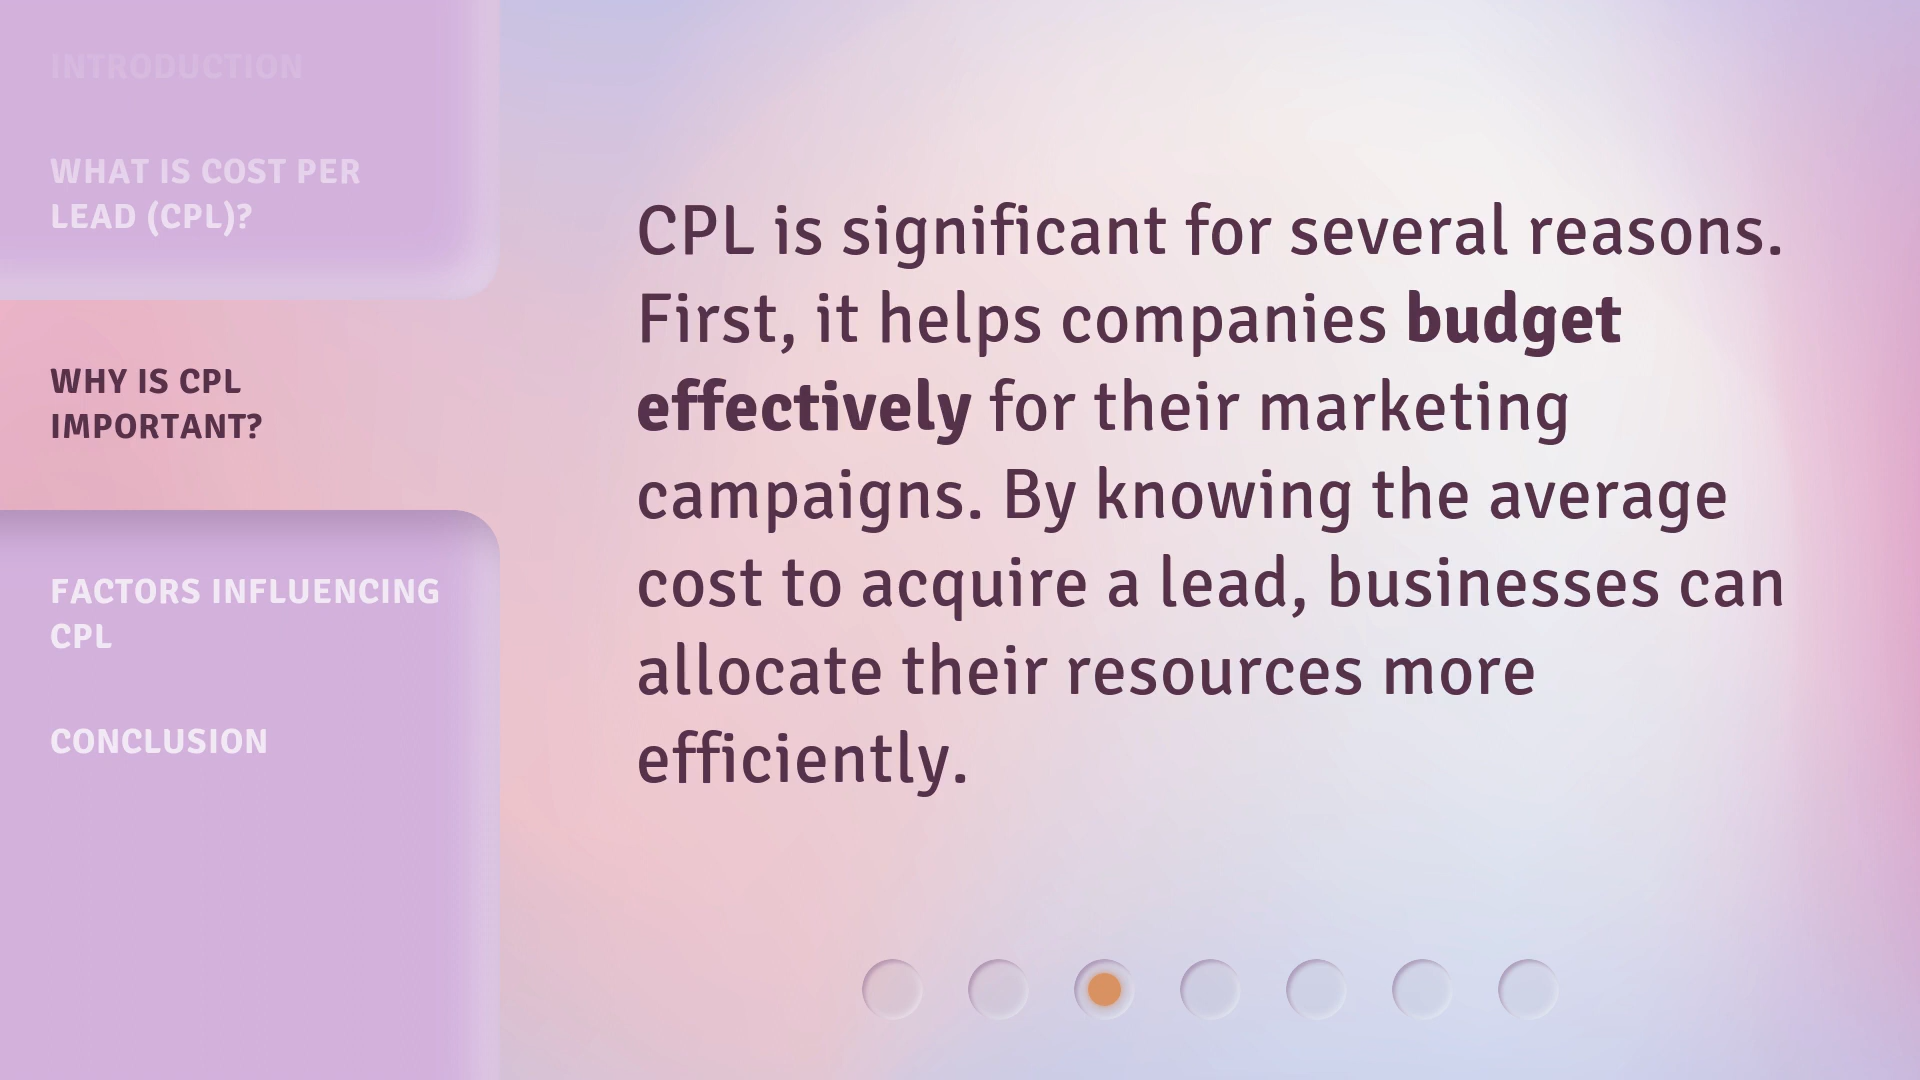 INTRODUCTION
WHAT IS COST PER
LEAD (CPL)?
WHY IS CPL
IMPORTANT?
FACTORS INFLUENCING
CPL
CONCLUSION
CPL is significant for several reasons.
First, it helps companies budget
effectively for their marketing
campaigns. By knowing the average
cost to acquire a lead, businesses can
allocate their resources more
efficiently.